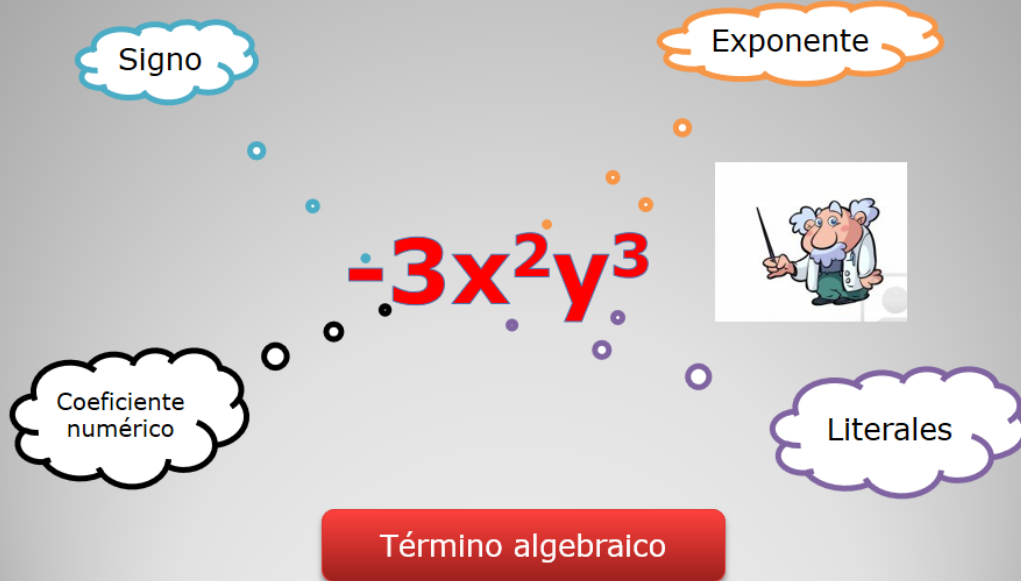 Signo
Exponente
-3x²y³
Coeficiente
numérico
Literales
Término algebraico